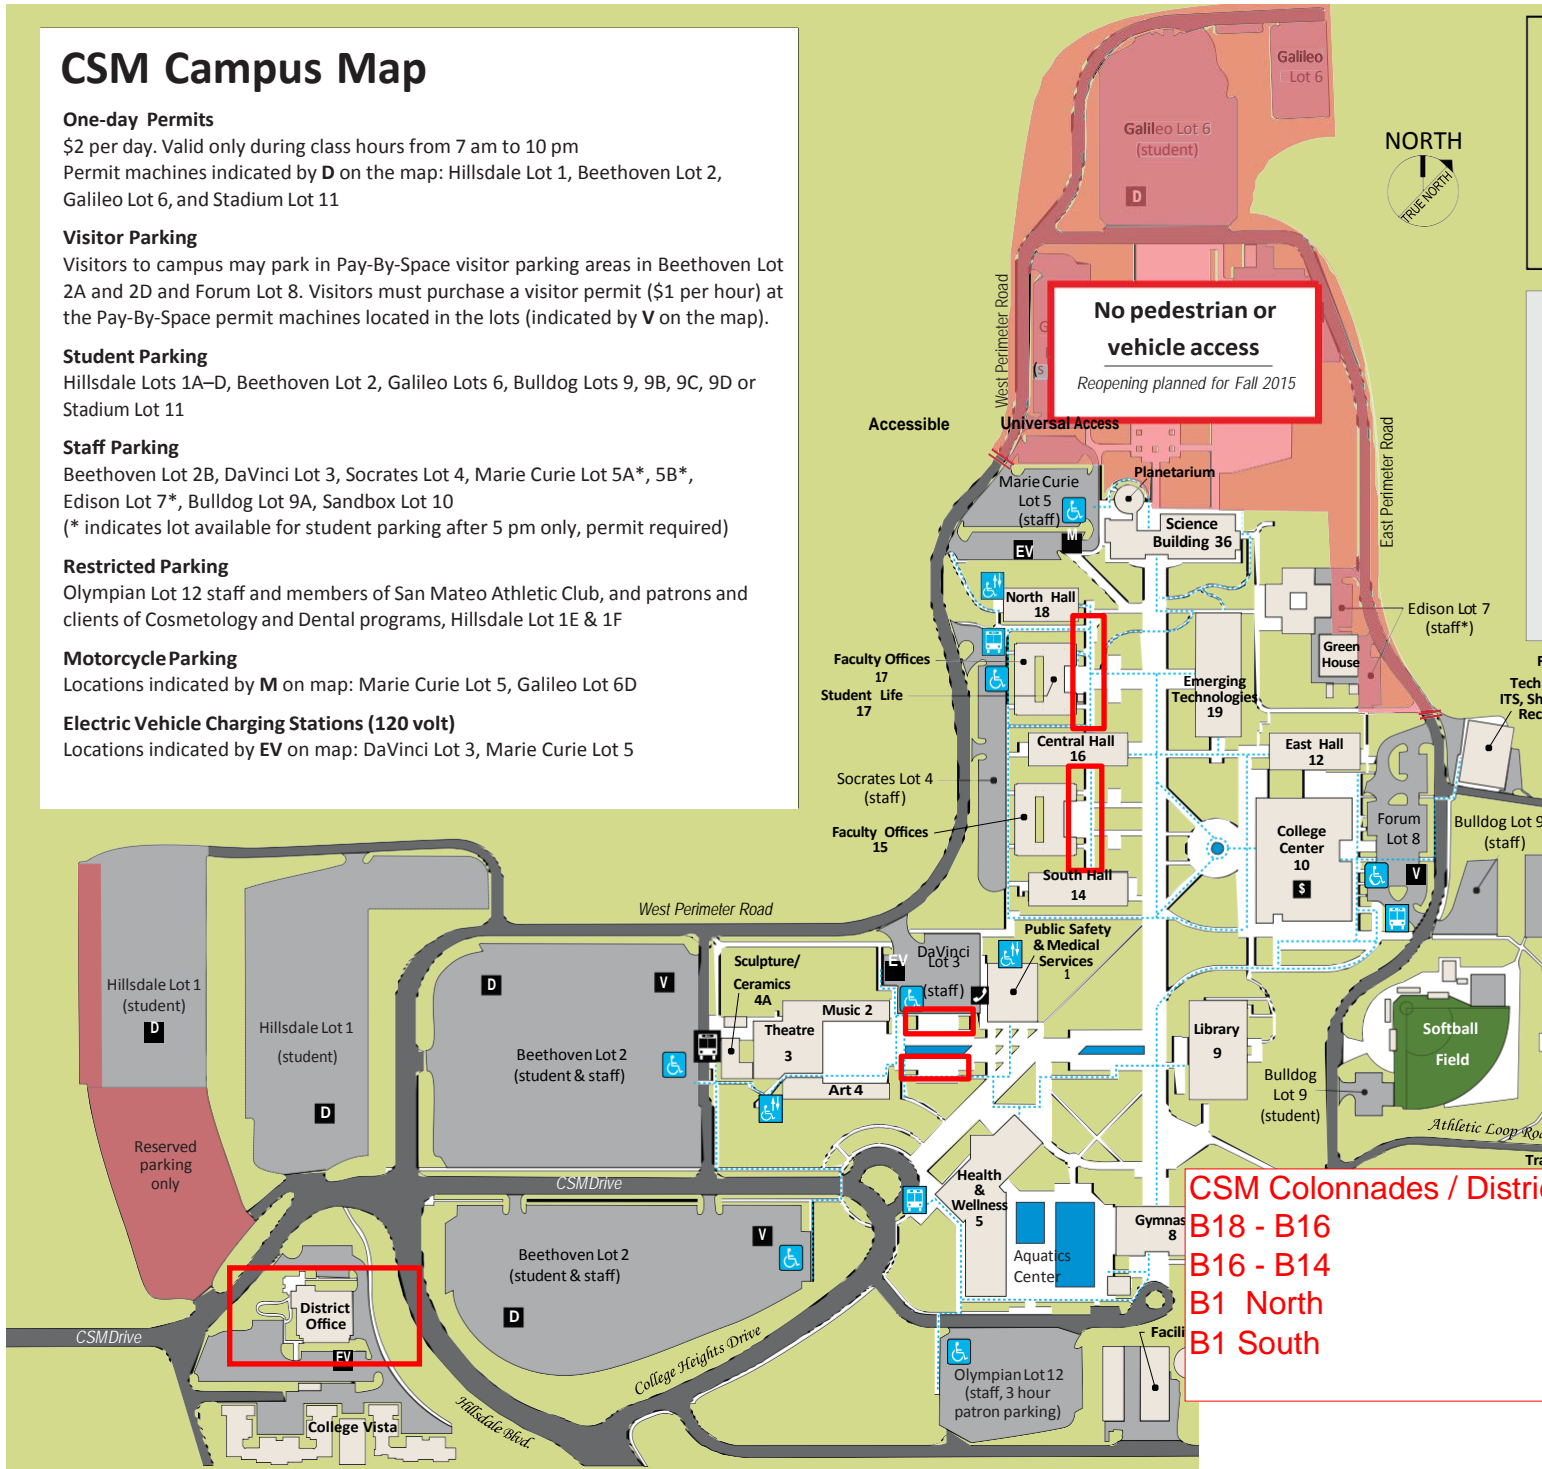 CSM Campus Map
One-day Permits
$2 per day. Valid only during class hours from 7 am to 10 pm
Permit machines indicated by D on the map: Hillsdale Lot 1, Beethoven Lot 2,
Galileo Lot 6, and Stadium Lot 11
Visitor Parking
Visitors to campus may park in Pay-By-Space visitor parking areas in Beethoven Lot
2A and 2D and Forum Lot 8. Visitors must purchase a visitor permit ($1 per hour) at
the Pay-By-Space permit machines located in the lots (indicated by V on the map).
Student Parking
Hillsdale Lots 1A–D, Beethoven Lot 2, Galileo Lots 6, Bulldog Lots 9, 9B, 9C, 9D or
Stadium Lot 11
Staff Parking
Beethoven Lot 2B, DaVinci Lot 3, Socrates Lot 4, Marie Curie Lot 5A*, 5B*,
Edison Lot 7*, Bulldog Lot 9A, Sandbox Lot 10
(* indicates lot available for student parking after 5 pm only, permit required)
Restricted Parking
Olympian Lot 12 staff and members of San Mateo Athletic Club, and patrons and
clients of Cosmetology and Dental programs, Hillsdale Lot 1E & 1F
Motorcycle Parking
Locations indicated by M on map: Marie Curie Lot 5, Galileo Lot 6D
Electric Vehicle Charging Stations (120 volt)
Locations indicated by EV on map: DaVinci Lot 3, Marie Curie Lot 5
Galileo
Lot 6
Galileo Lot 6
(student)
D
NORTH
TRUE NORTH
West Perimeter Road
G
(s
No pedestrian or
vehicle access
Reopening planned for Fall 2015
Accessible
Universal Access
East Perimeter Road
Marie Curie
Lot 5
(staff)
Planetarium
M
EV
Science
Building 36
North Hall
18
Edison Lot 7
(staff*)
Green
House
Faculty Offices
17
Student Life
17
Emerging
Technologies
19
F
Tech
ITS, Sh
Rec
Central Hall
16
East Hall
12
Socrates Lot 4
(staff)
Faculty Offices
15
College
Center
10
$
Forum
Lot 8
V
Bulldog Lot 9
(staff)
South Hall
14
West Perimeter Road
Public Safety
& Medical
Services
1
DaVinci
Lot 3
(staff)
EV
Hillsdale Lot 1
(student)
D
Hillsdale Lot 1
(student)
D
D
V
Beethoven Lot 2
(student & staff)
Sculpture/
Ceramics
4A
Music 2
Theatre
3
Art 4
Library
9
Softball
Field
Bulldog
Lot 9
(student)
Athletic Loop Roa
Tra
Reserved
parking
only
CSM Drive
Health
&
Wellness
5
Aquatics
Center
Gymnas
8
Beethoven Lot 2
(student & staff)
V
D
CSM Colonnades / Distri
B18 - B16
B16 - B14
B1 North
B1 South
District
Office
EV
CSM Drive
College Heights Drive
Hillsdale Blvd.
College Vista
Olympian Lot 12
(staff, 3 hour
patron parking)
Facili